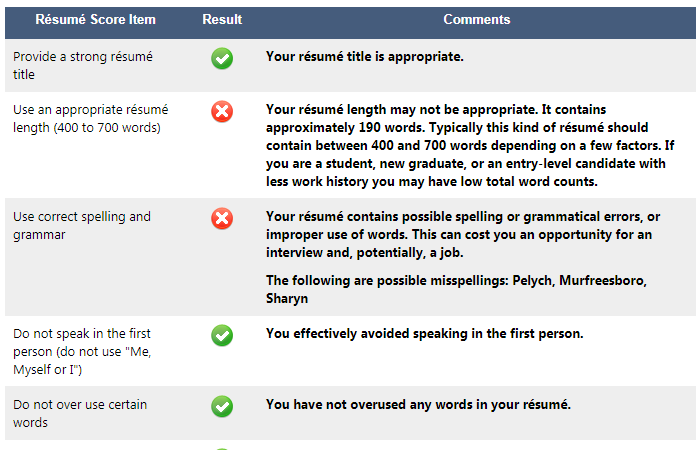 Résumé Score Item Result Comments
Provide a strong résumé
title
Your résumé title is appropriate.
Use an appropriate résumé
length (400 to 700 words)
Your résumé length may not be appropriate. It contains
approximately 190 words. Typically this kind of résumé should
contain between 400 and 700 words depending on a few factors. If
you are a student, new graduate, or an entry-level candidate with
less work history you may have low total word counts.
Use correct spelling and
grammar
Your résumé contains possible spelling or grammatical errors, or
improper use of words. This can cost you an opportunity for an
interview and, potentially, a job.
The following are possible misspellings: Pelych, Murfreesboro,
Sharyn
Do not speak in the first
person (do not use "Me,
Myself or I")
You effectively avoided speaking in the first person.
Do not over use certain
words
You have not overused any words in your résumé.